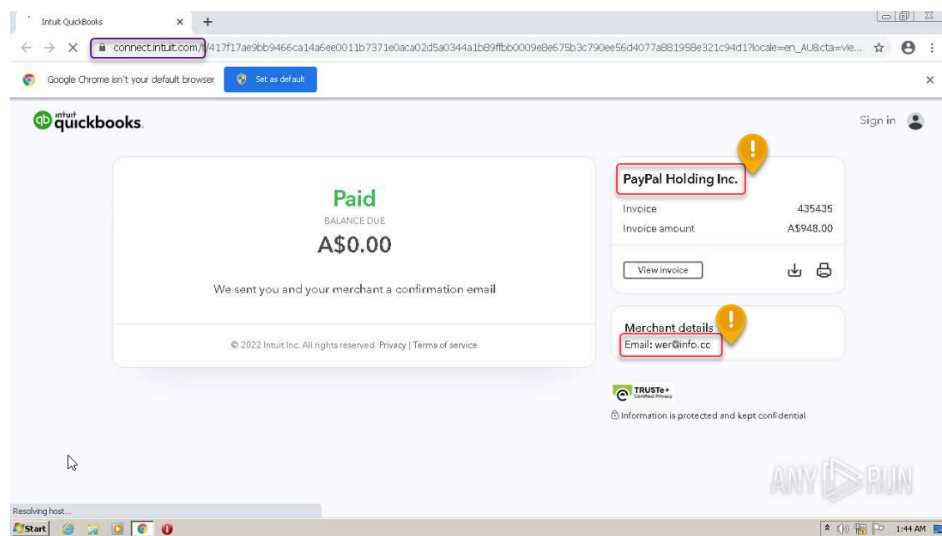 Intuit QuickBooks
connect.intuit.com/t/417f17ae9bb9466ca14a6ee0011b7371e0aca02d5a0344a1b89ffbb0009e8e675b3c790ee56d4077a881958e321c94d1?locale=en_AU&cta=vie...
Google Chrome isn't your default browser
Set as default
intuit
quickbooks.
Sign in
Paid
BALANCE DUE
A$0.00
We sent you and your merchant a confirmation email
© 2022 Intuit Inc. All rights reserved. Privacy | Terms of service
PayPal Holding Inc.
Invoice 435435
Invoice amount A$948.00
View invoice
Merchant details
Email: wer@info.cc
TRUSTe
Certified Privacy
Information is protected and kept confidential
ANY RUN
Resolving host...
Start
1:44 AM